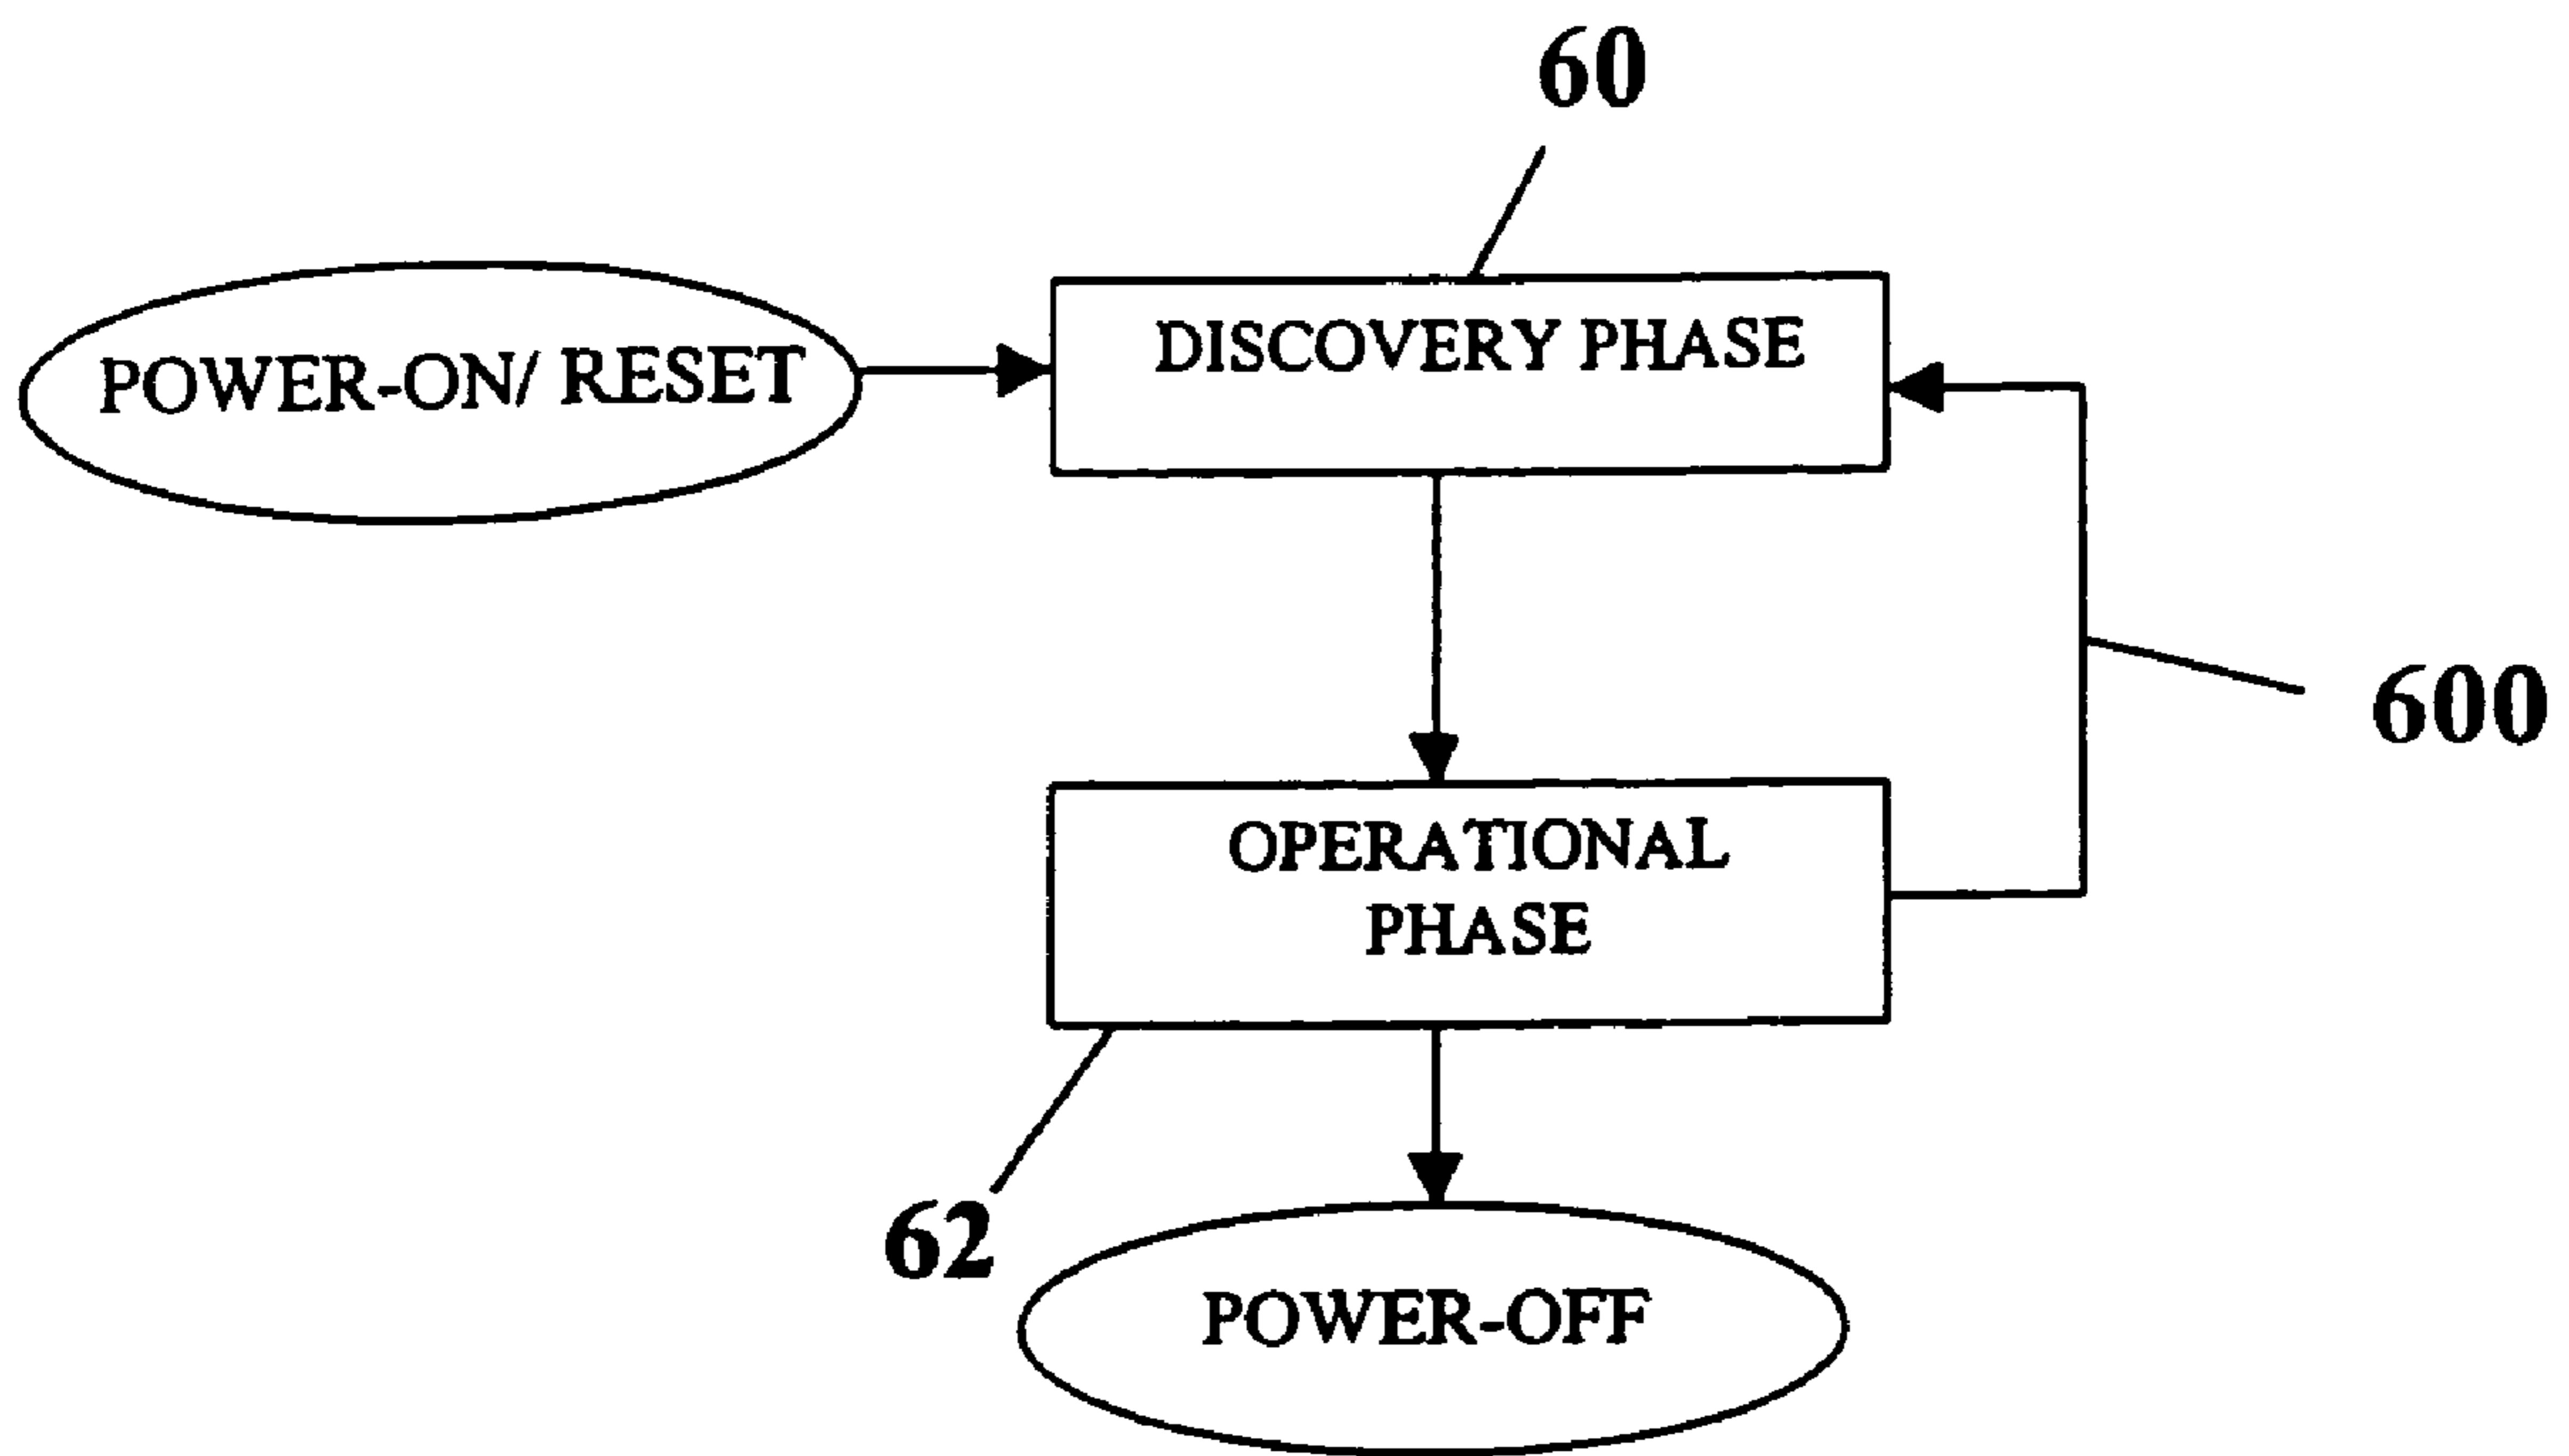 60
POWER-ON/ RESET
DISCOVERY PHASE
600
OPERATIONAL
PHASE
62
POWER-OFF